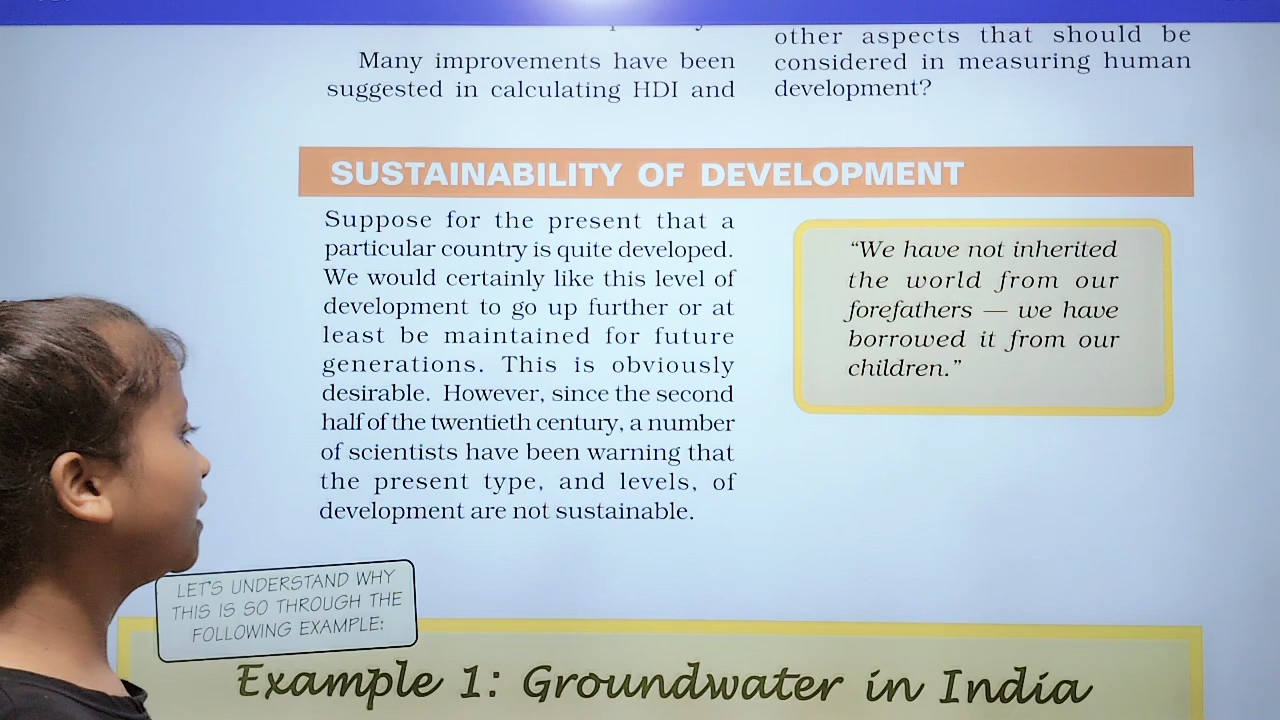 Many improvements have been
suggested in calculating HDI and
other aspects that should be
considered in measuring human
development?
SUSTAINABILITY OF DEVELOPMENT
Suppose for the present that a
particular country is quite developed.
We would certainly like this level of
development to go up further or at
least be maintained for future
generations. This is obviously
desirable. However, since the second
half of the twentieth century, a number
of scientists have been warning that
the present type, and levels, of
development are not sustainable.
“We have not inherited
the world from our
forefathers — we have
borrowed it from our
children.”
LET'S UNDERSTAND WHY
THIS IS SO THROUGH THE
FOLLOWING EXAMPLE:
Example 1: Groundwater in India